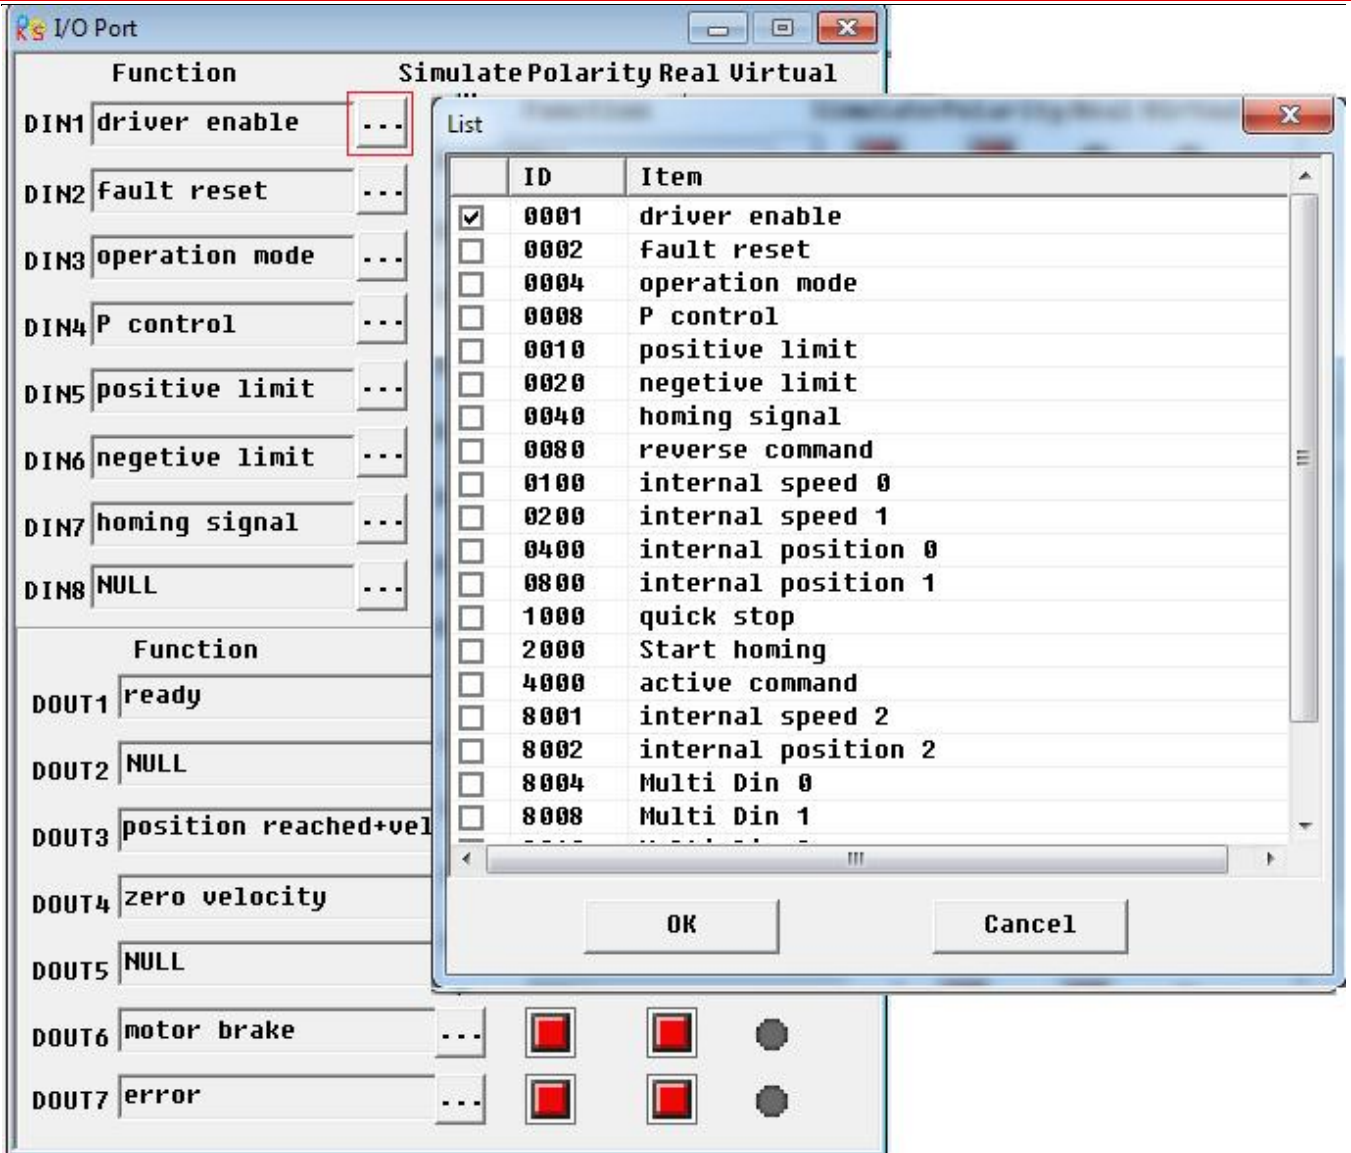 I/O Port
Function Simulate Polarity Real Virtual
DIN1 driver enable ...
DIN2 fault reset ...
DIN3 operation mode ...
DIN4 P control ...
DIN5 positive limit ...
DIN6 negetive limit ...
DIN7 homing signal ...
DIN8 NULL ...
Function
DOUT1 ready
DOUT2 NULL
DOUT3 position reached+vel
DOUT4 zero velocity
DOUT5 NULL
DOUT6 motor brake ...
DOUT7 error ...
List
ID Item
0001 driver enable
0002 fault reset
0004 operation mode
0008 P control
0010 positive limit
0020 negetive limit
0040 homing signal
0080 reverse command
0100 internal speed 0
0200 internal speed 1
0400 internal position 0
0800 internal position 1
1000 quick stop
2000 Start homing
4000 active command
8001 internal speed 2
8002 internal position 2
8004 Multi Din 0
8008 Multi Din 1
OK Cancel